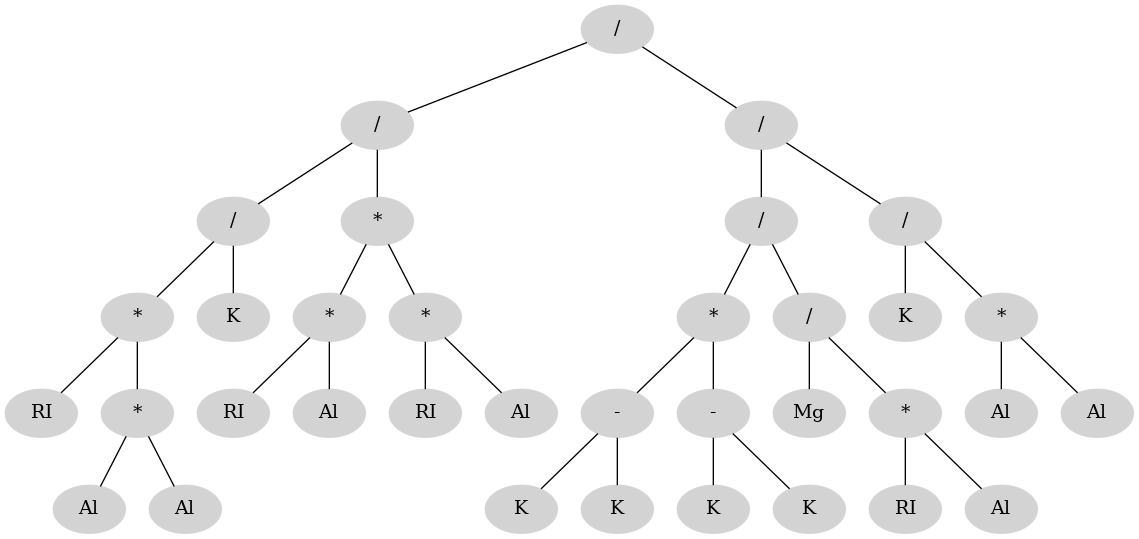 /
/ /
/ * / /
* K * * * / K *
RI * RI Al RI Al - - Mg * Al Al
Al Al K K K K RI Al